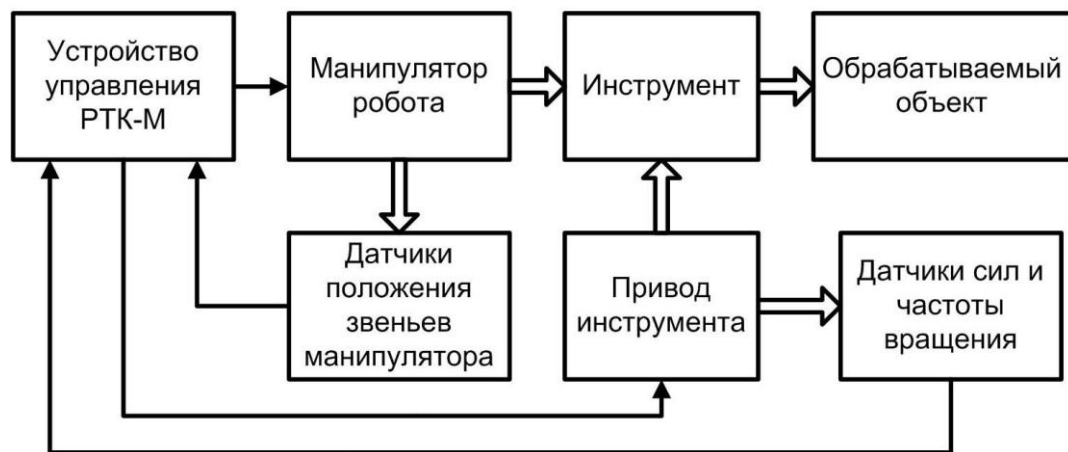 Устройство
управления
РТК-М
Манипулятор
робота
Инструмент
Обрабатываемый
объект
Датчики
положения
звеньев
манипулятора
Привод
инструмента
Датчики сил и
частоты
вращения